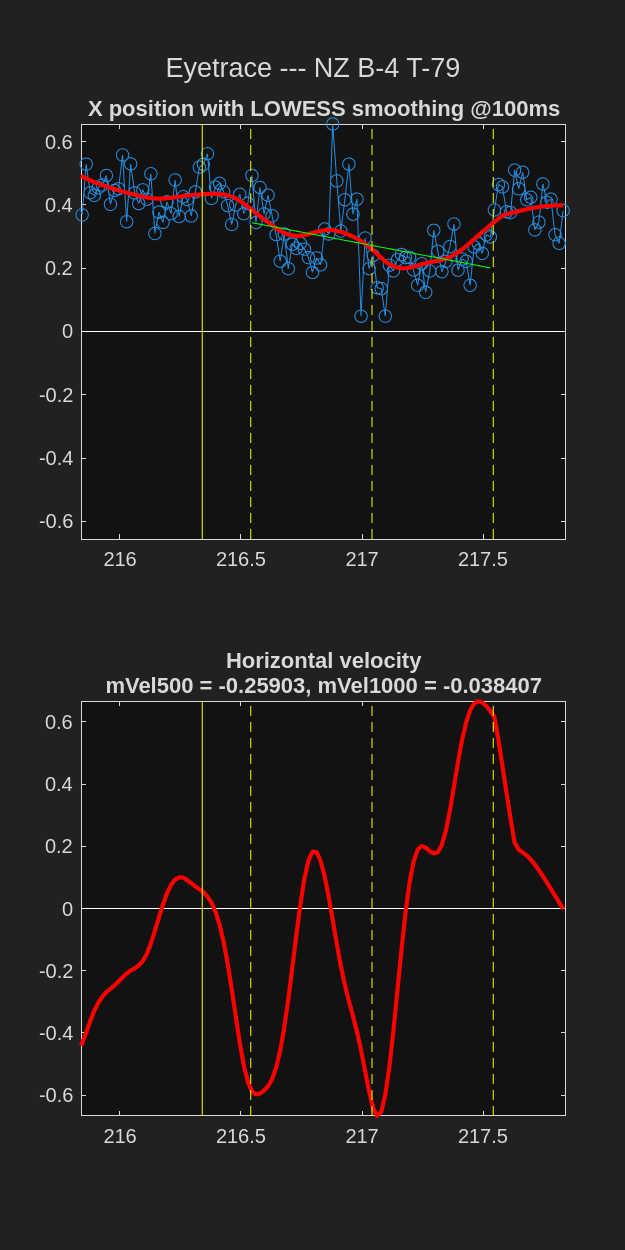 Eyetrace --- NZ B-4 T-79
X position with LOWESS smoothing @100ms
0.6
0.4
0.2
0
-0.2
-0.4
-0.6
216 216.5 217 217.5
Horizontal velocity
mVel500 = -0.25903, mVel1000 = -0.038407
0.6
0.4
0.2
0
-0.2
-0.4
-0.6
216 216.5 217 217.5